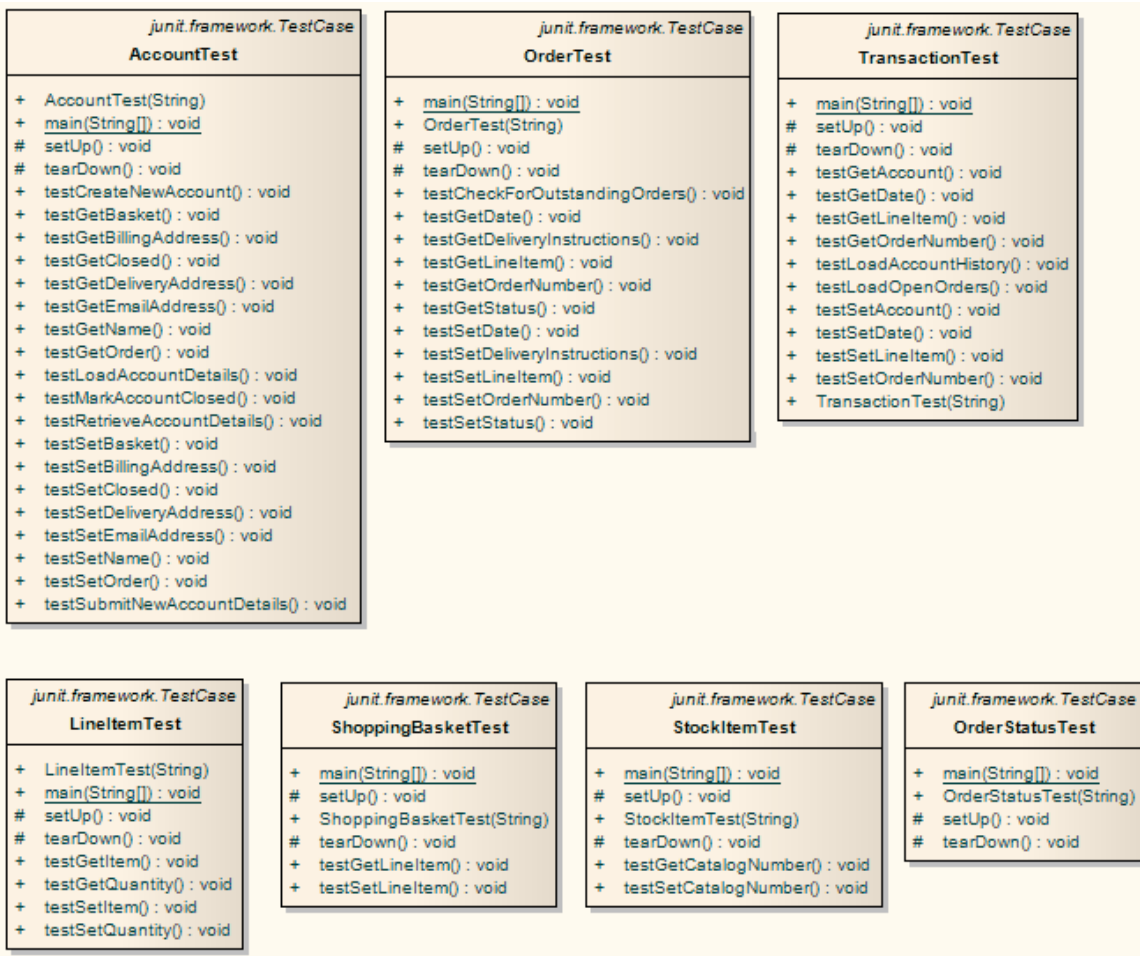 junit.framework.TestCase
AccountTest
+ AccountTest(String)
+ main(String[]) : void
# setUp() : void
# tearDown() : void
+ testCreateNewAccount() : void
+ testGetBasket() : void
+ testGetBillingAddress() : void
+ testGetClosed() : void
+ testGetDeliveryAddress() : void
+ testGetEmailAddress() : void
+ testGetName() : void
+ testGetOrder() : void
+ testLoadAccountDetails() : void
+ testMarkAccountClosed() : void
+ testRetrieveAccountDetails() : void
+ testSetBasket() : void
+ testSetBillingAddress() : void
+ testSetClosed() : void
+ testSetDeliveryAddress() : void
+ testSetEmailAddress() : void
+ testSetName() : void
+ testSetOrder() : void
+ testSubmitNewAccountDetails() : void
junit.framework.TestCase
OrderTest
+ main(String[]) : void
+ OrderTest(String)
# setUp() : void
# tearDown() : void
+ testCheckForOutstandingOrders() : void
+ testGetDate() : void
+ testGetDeliveryInstructions() : void
+ testGetLineItem() : void
+ testGetOrderNumber() : void
+ testGetStatus() : void
+ testSetDate() : void
+ testSetDeliveryInstructions() : void
+ testSetLineItem() : void
+ testSetOrderNumber() : void
+ testSetStatus() : void
junit.framework.TestCase
TransactionTest
+ main(String[]) : void
# setUp() : void
# tearDown() : void
+ testGetAccount() : void
+ testGetDate() : void
+ testGetLineItem() : void
+ testGetOrderNumber() : void
+ testLoadAccountHistory() : void
+ testLoadOpenOrders() : void
+ testSetAccount() : void
+ testSetDate() : void
+ testSetLineItem() : void
+ testSetOrderNumber() : void
+ TransactionTest(String)
junit.framework.TestCase
LineItemTest
+ LineItemTest(String)
+ main(String[]) : void
# setUp() : void
# tearDown() : void
+ testGetItem() : void
+ testGetQuantity() : void
+ testSetItem() : void
+ testSetQuantity() : void
junit.framework.TestCase
ShoppingBasketTest
+ main(String[]) : void
# setUp() : void
+ ShoppingBasketTest(String)
# tearDown() : void
+ testGetLineItem() : void
+ testSetLineItem() : void
junit.framework.TestCase
StockItemTest
+ main(String[]) : void
# setUp() : void
+ StockItemTest(String)
# tearDown() : void
+ testGetCatalogNumber() : void
+ testSetCatalogNumber() : void
junit.framework.TestCase
OrderStatusTest
+ main(String[]) : void
+ OrderStatusTest(String)
# setUp() : void
# tearDown() : void